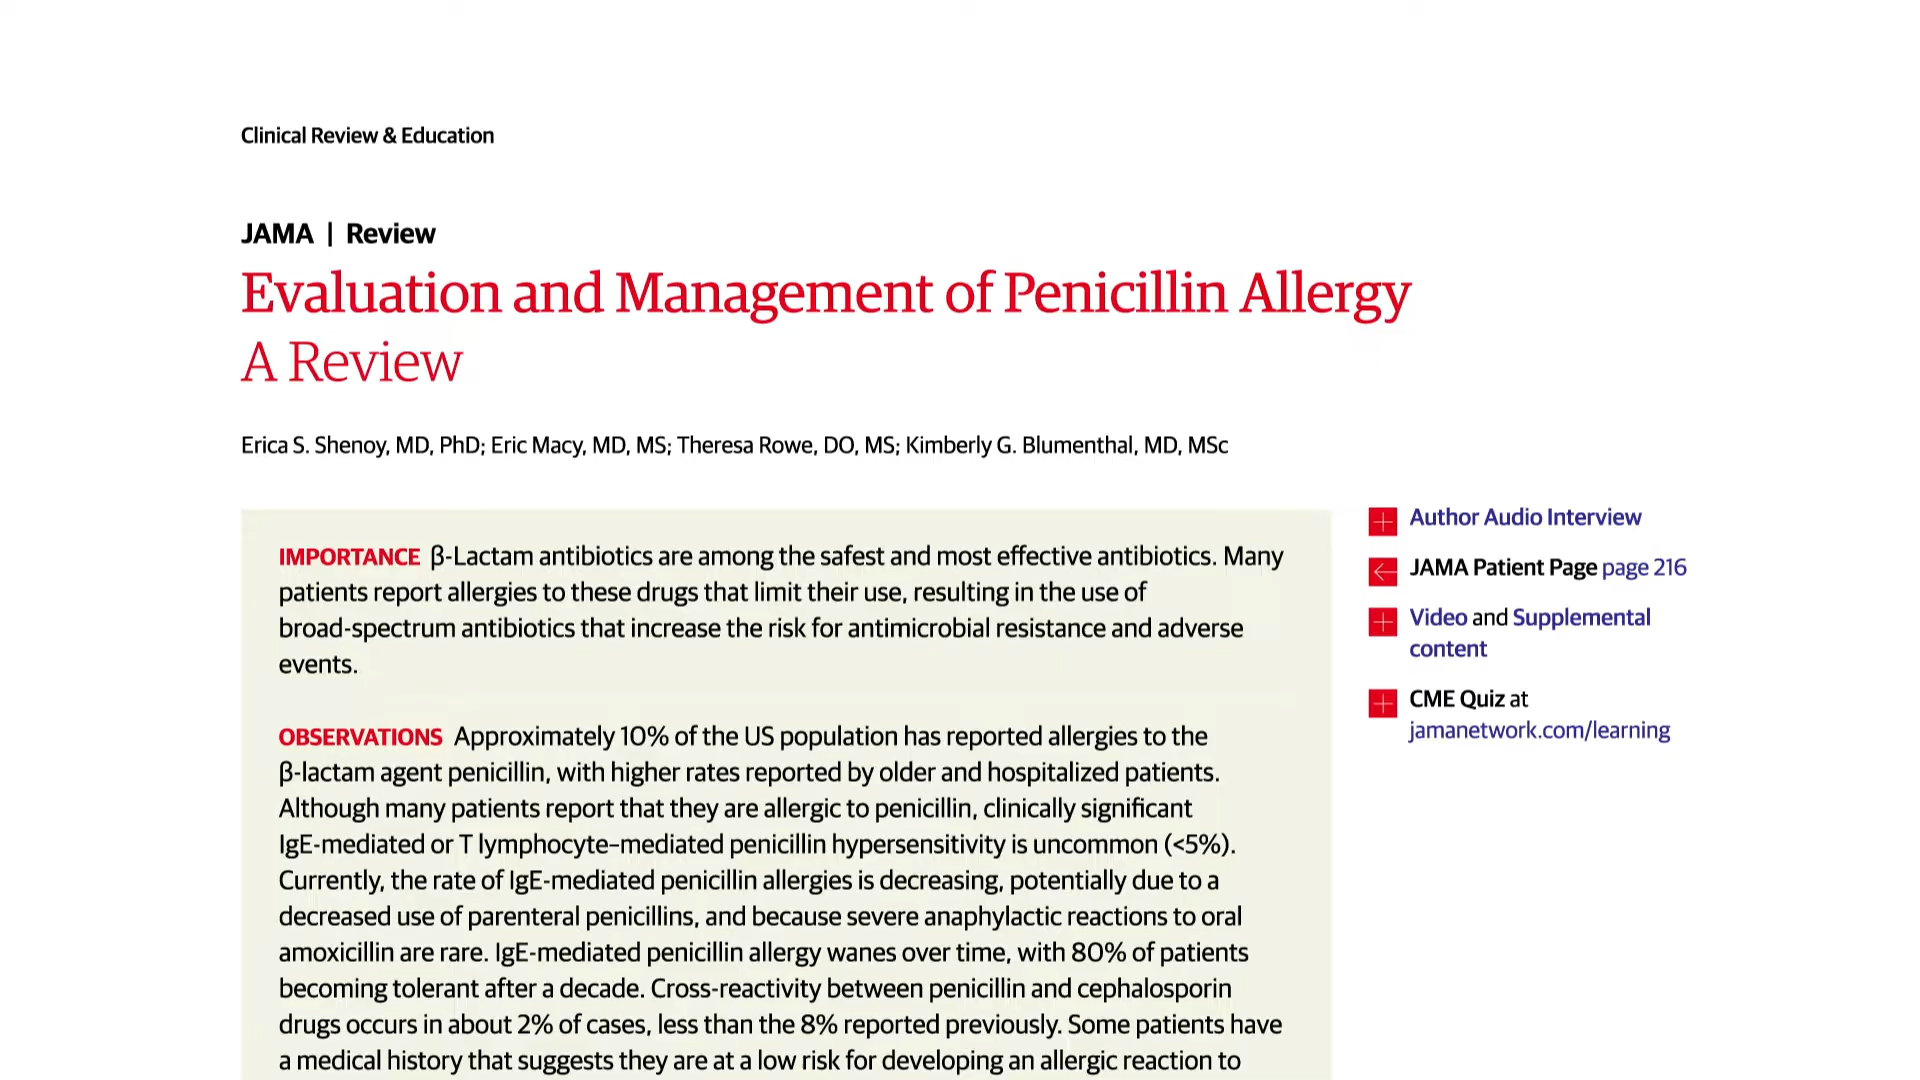 Clinical Review & Education
JAMA | Review
Evaluation and Management of Penicillin Allergy
A Review
Erica S. Shenoy, MD, PhD; Eric Macy, MD, MS; Theresa Rowe, DO, MS; Kimberly G. Blumenthal, MD, MSc
IMPORTANCE β-Lactam antibiotics are among the safest and most effective antibiotics. Many
patients report allergies to these drugs that limit their use, resulting in the use of
broad-spectrum antibiotics that increase the risk for antimicrobial resistance and adverse
events.
OBSERVATIONS Approximately 10% of the US population has reported allergies to the
β-lactam agent penicillin, with higher rates reported by older and hospitalized patients.
Although many patients report that they are allergic to penicillin, clinically significant
IgE-mediated or T lymphocyte–mediated penicillin hypersensitivity is uncommon (<5%).
Currently, the rate of IgE-mediated penicillin allergies is decreasing, potentially due to a
decreased use of parenteral penicillins, and because severe anaphylactic reactions to oral
amoxicillin are rare. IgE-mediated penicillin allergy wanes over time, with 80% of patients
becoming tolerant after a decade. Cross-reactivity between penicillin and cephalosporin
drugs occurs in about 2% of cases, less than the 8% reported previously. Some patients have
a medical history that suggests they are at a low risk for developing an allergic reaction to
Author Audio Interview
JAMA Patient Page page 216
Video and Supplemental
content
CME Quiz at
jamanetwork.com/learning